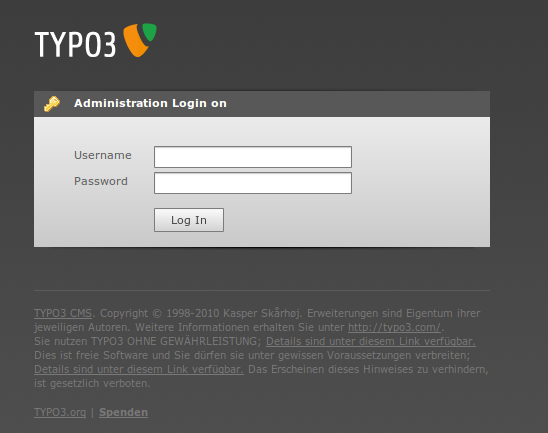 TYPO3
Administration Login on
Username
Password
Log In
TYPO3 CMS. Copyright © 1998-2010 Kasper Skårhøj. Erweiterungen sind Eigentum ihrer
jeweiligen Autoren. Weitere Informationen erhalten Sie unter http://typo3.com/.
Sie nutzen TYPO3 OHNE GEWÄHRLEISTUNG; Details sind unter diesem Link verfügbar.
Dies ist freie Software und Sie dürfen sie unter gewissen Voraussetzungen verbreiten;
Details sind unter diesem Link verfügbar. Das Erscheinen dieses Hinweises zu verhindern,
ist gesetzlich verboten.
TYPO3.org | Spenden